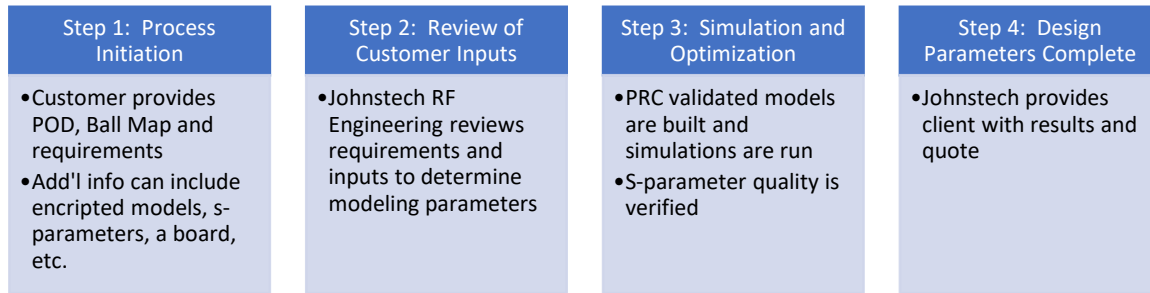 Step 1:  Process
Initiation
•Customer provides
POD, Ball Map and
requirements
•Add'l info can include
encripted models, s-
parameters, a board,
etc.
Step 2:  Review of
Customer Inputs
•Johnstech RF
Engineering reviews
requirements and
inputs to determine
modeling parameters
Step 3:  Simulation and
Optimization
•PRC validated models
are built and
simulations are run
•S-parameter quality is
verified
Step 4:  Design
Parameters Complete
•Johnstech provides
client with results and
quote